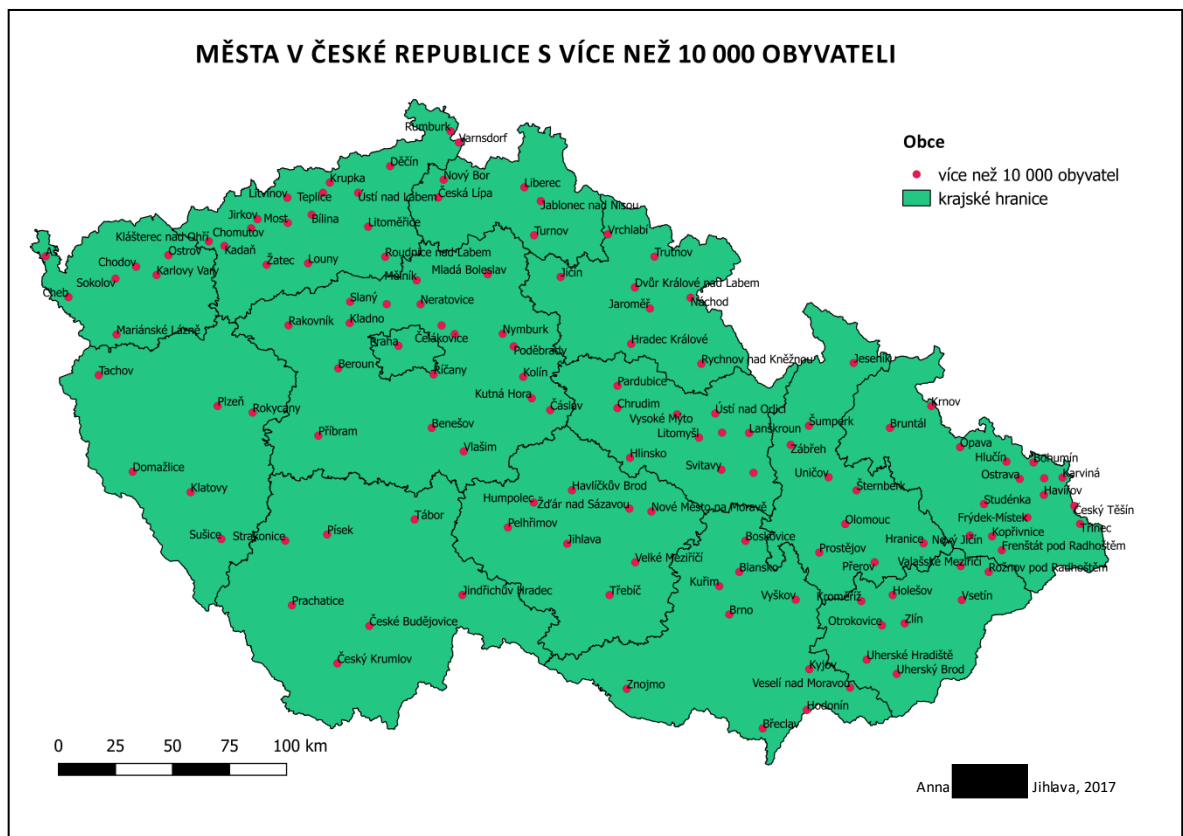 MĚSTA V ČESKÉ REPUBLICE S VÍCE NEŽ 10 000 OBYVATELI
Obce
více než 10 000 obyvatel
krajské hranice
Rumburk
Varnsdorf
Děčín
Nový Bor
Liberec
Krupka
Litvínov
Teplice
Ústí nad Labem
Česká Lípa
Jablonec nad Nisou
Jirkov
Most
Bílina
Chomutov
Litoměřice
Turnov
Vrchlabí
Klášterec nad Ohří
Kadaň
Aš
Ostrov
Chodov
Karlovy Vary
Sokolov
Cheb
Žatec
Louny
Roudnice nad Labem
Mladá Boleslav
Mělník
Jičín
Trutnov
Dvůr Králové nad Labem
Náchod
Jaroměř
Slaný
Neratovice
Mariánské Lázně
Rakovník
Kladno
Praha
Čelákovice
Nymburk
Poděbrady
Hradec Králové
Rychnov nad Kněžnou
Jeseník
Tachov
Beroun
Říčany
Kolín
Pardubice
Kutná Hora
Čáslav
Chrudim
Vysoké Mýto
Ústí nad Orlicí
Krnov
Plzeň
Rokycany
Příbram
Benešov
Vlašim
Litomyšl
Lanškroun
Šumperk
Bruntál
Zábřeh
Opava
Hlučín
Bohumín
Karviná
Domažlice
Klatovy
Hlinsko
Svitavy
Uničov
Šternberk
Ostrava
Havířov
Havlíčkův Brod
Humpolec
Žďár nad Sázavou
Nové Město na Moravě
Studénka
Český Těšín
Frýdek-Místek
Třinec
Sušice
Strakonice
Písek
Tábor
Pelhřimov
Jihlava
Boskovice
Olomouc
Prostějov
Hranice
Nový Jičín
Kopřivnice
Frenštát pod Radhoštěm
Velké Meziříčí
Blansko
Přerov
Valašské Meziříčí
Rožnov pod Radhoštěm
Prachatice
Jindřichův Hradec
Třebíč
Kuřim
Vyškov
Kroměříž
Holešov
Vsetín
České Budějovice
Brno
Otrokovice
Zlín
Český Krumlov
Znojmo
Kyjov
Uherské Hradiště
Uherský Brod
Veselí nad Moravou
Hodonín
Břeclav
0 25 50 75 100 km
Anna Jihlava, 2017